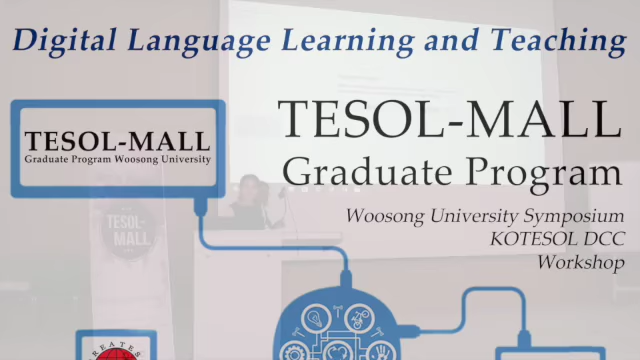 Digital Language Learning and Teaching
TESOL-MALL
Graduate Program Woosong University
TESOL-MALL
Graduate Program
Woosong University Symposium
KOTESOL DCC
Workshop
TESOL-
MALL
REATES